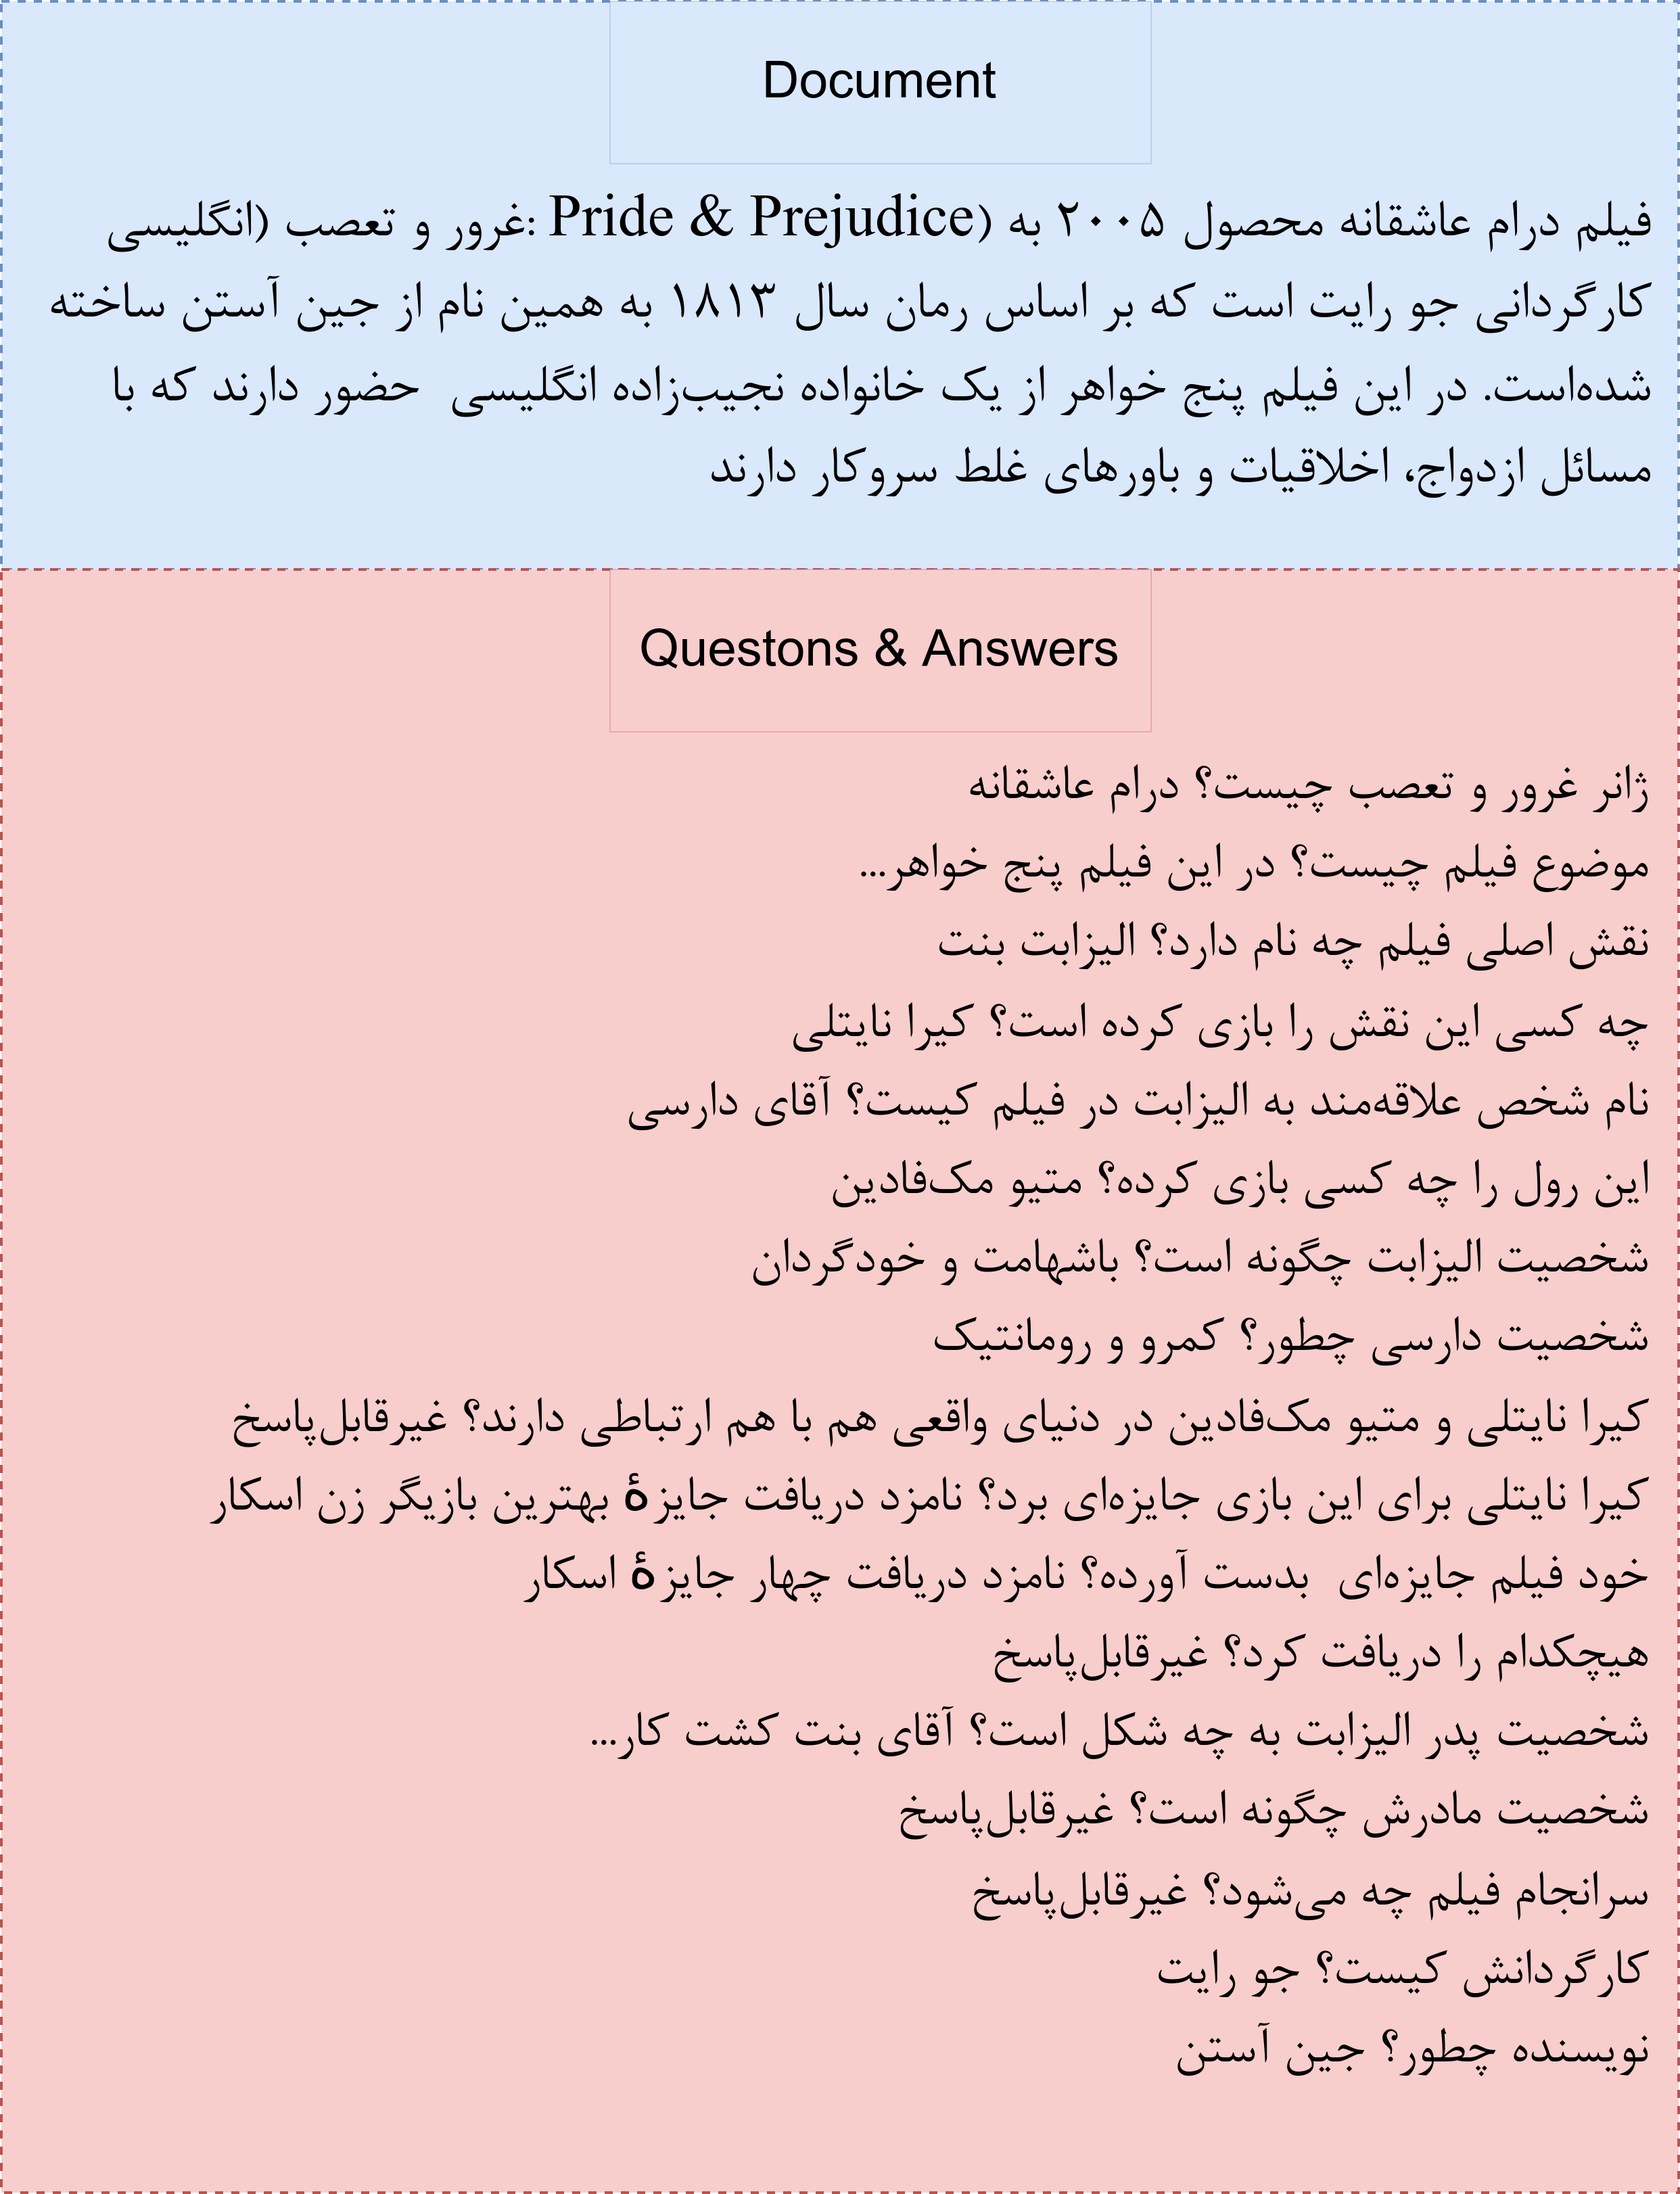 Document
فیلم درام عاشقانه محصول ۲۰۰۵ به (Pride & Prejudice :غرور و تعصب (انگلیسی
کارگردانی جو رایت است که بر اساس رمان سال ۱۸۱۳ به همین نام از جین آستن ساخته
شده‌است. در این فیلم پنج خواهر از یک خانواده نجیب‌زاده انگلیسی حضور دارند که با
مسائل ازدواج، اخلاقیات و باورهای غلط سروکار دارند
Questons & Answers
ژانر غرور و تعصب چیست؟ درام عاشقانه
موضوع فیلم چیست؟ در این فیلم پنج خواهر...
نقش اصلی فیلم چه نام دارد؟ الیزابت بنت
چه کسی این نقش را بازی کرده است؟ کیرا نایتلی
نام شخص علاقه‌مند به الیزابت در فیلم کیست؟ آقای دارسی
این رول را چه کسی بازی کرده؟ متیو مک‌فادین
شخصیت الیزابت چگونه است؟ باشهامت و خودگردان
شخصیت دارسی چطور؟ کمرو و رومانتیک
کیرا نایتلی و متیو مک‌فادین در دنیای واقعی هم با هم ارتباطی دارند؟ غیرقابل‌پاسخ
کیرا نایتلی برای این بازی جایزه‌ای برد؟ نامزد دریافت جایزهٔ بهترین بازیگر زن اسکار
خود فیلم جایزه‌ای بدست آورده؟ نامزد دریافت چهار جایزهٔ اسکار
هیچکدام را دریافت کرد؟ غیرقابل‌پاسخ
شخصیت پدر الیزابت به چه شکل است؟ آقای بنت کشت کار...
شخصیت مادرش چگونه است؟ غیرقابل‌پاسخ
سرانجام فیلم چه می‌شود؟ غیرقابل‌پاسخ
کارگردانش کیست؟ جو رایت
نویسنده چطور؟ جین آستن